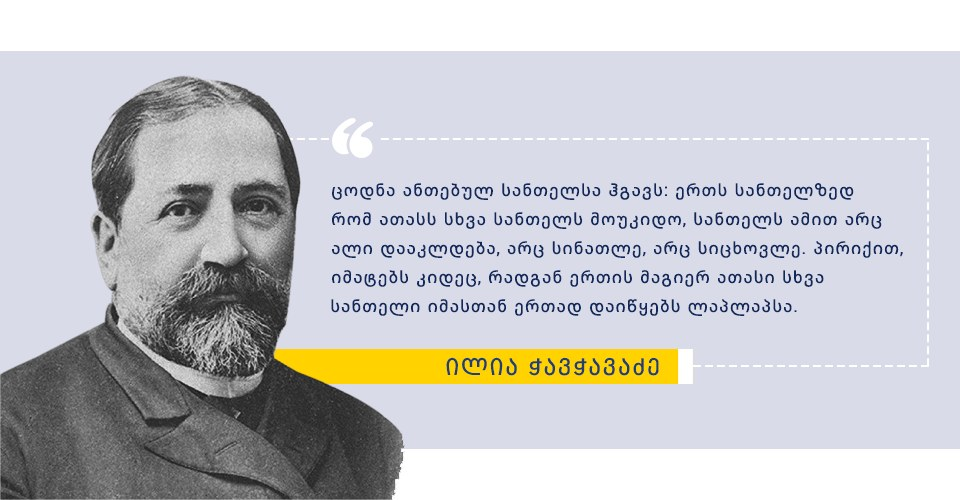 ცოდნა ანთებულ სანთელსა ჰგავს: ერთს სანთელზედ
რომ ათასს სხვა სანთელს მოუკიდო, სანთელს ამით არც
ალი დააკლდება, არც სინათლე, არც სიცხოვლე. პირიქით,
იმატებს კიდეც, რადგან ერთის მაგიერ ათასი სხვა
სანთელი იმასთან ერთად დაიწყებს ლაპლაპსა.
ილია ჭავჭავაძე